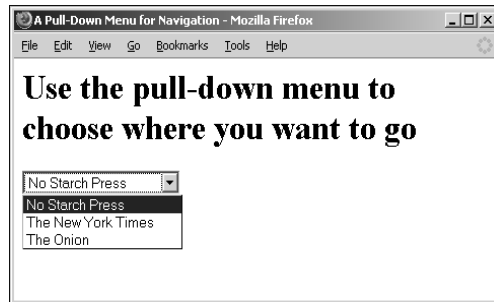 A Pull-Down Menu for Navigation - Mozilla Firefox
File Edit View Go Bookmarks Tools Help
Use the pull-down menu to
choose where you want to go
No Starch Press
No Starch Press
The New York Times
The Onion